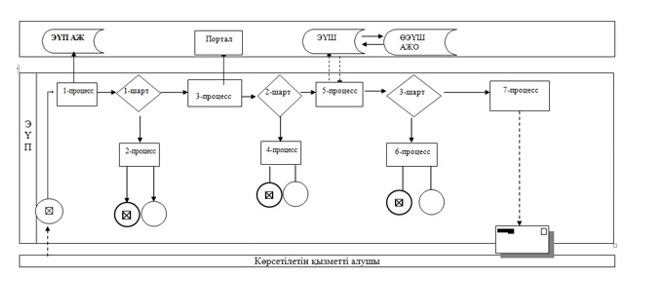 ЭҮП АЖ
Портал
ЭҮШ
ӨЭҮШ
АЖО
1-процесс
1-шарт
3-процесс
2-шарт
5-процесс
3-шарт
7-процесс
Э
Ү
П
2-процесс
4-процесс
6-процесс
Көрсетілетін қызметті алушы